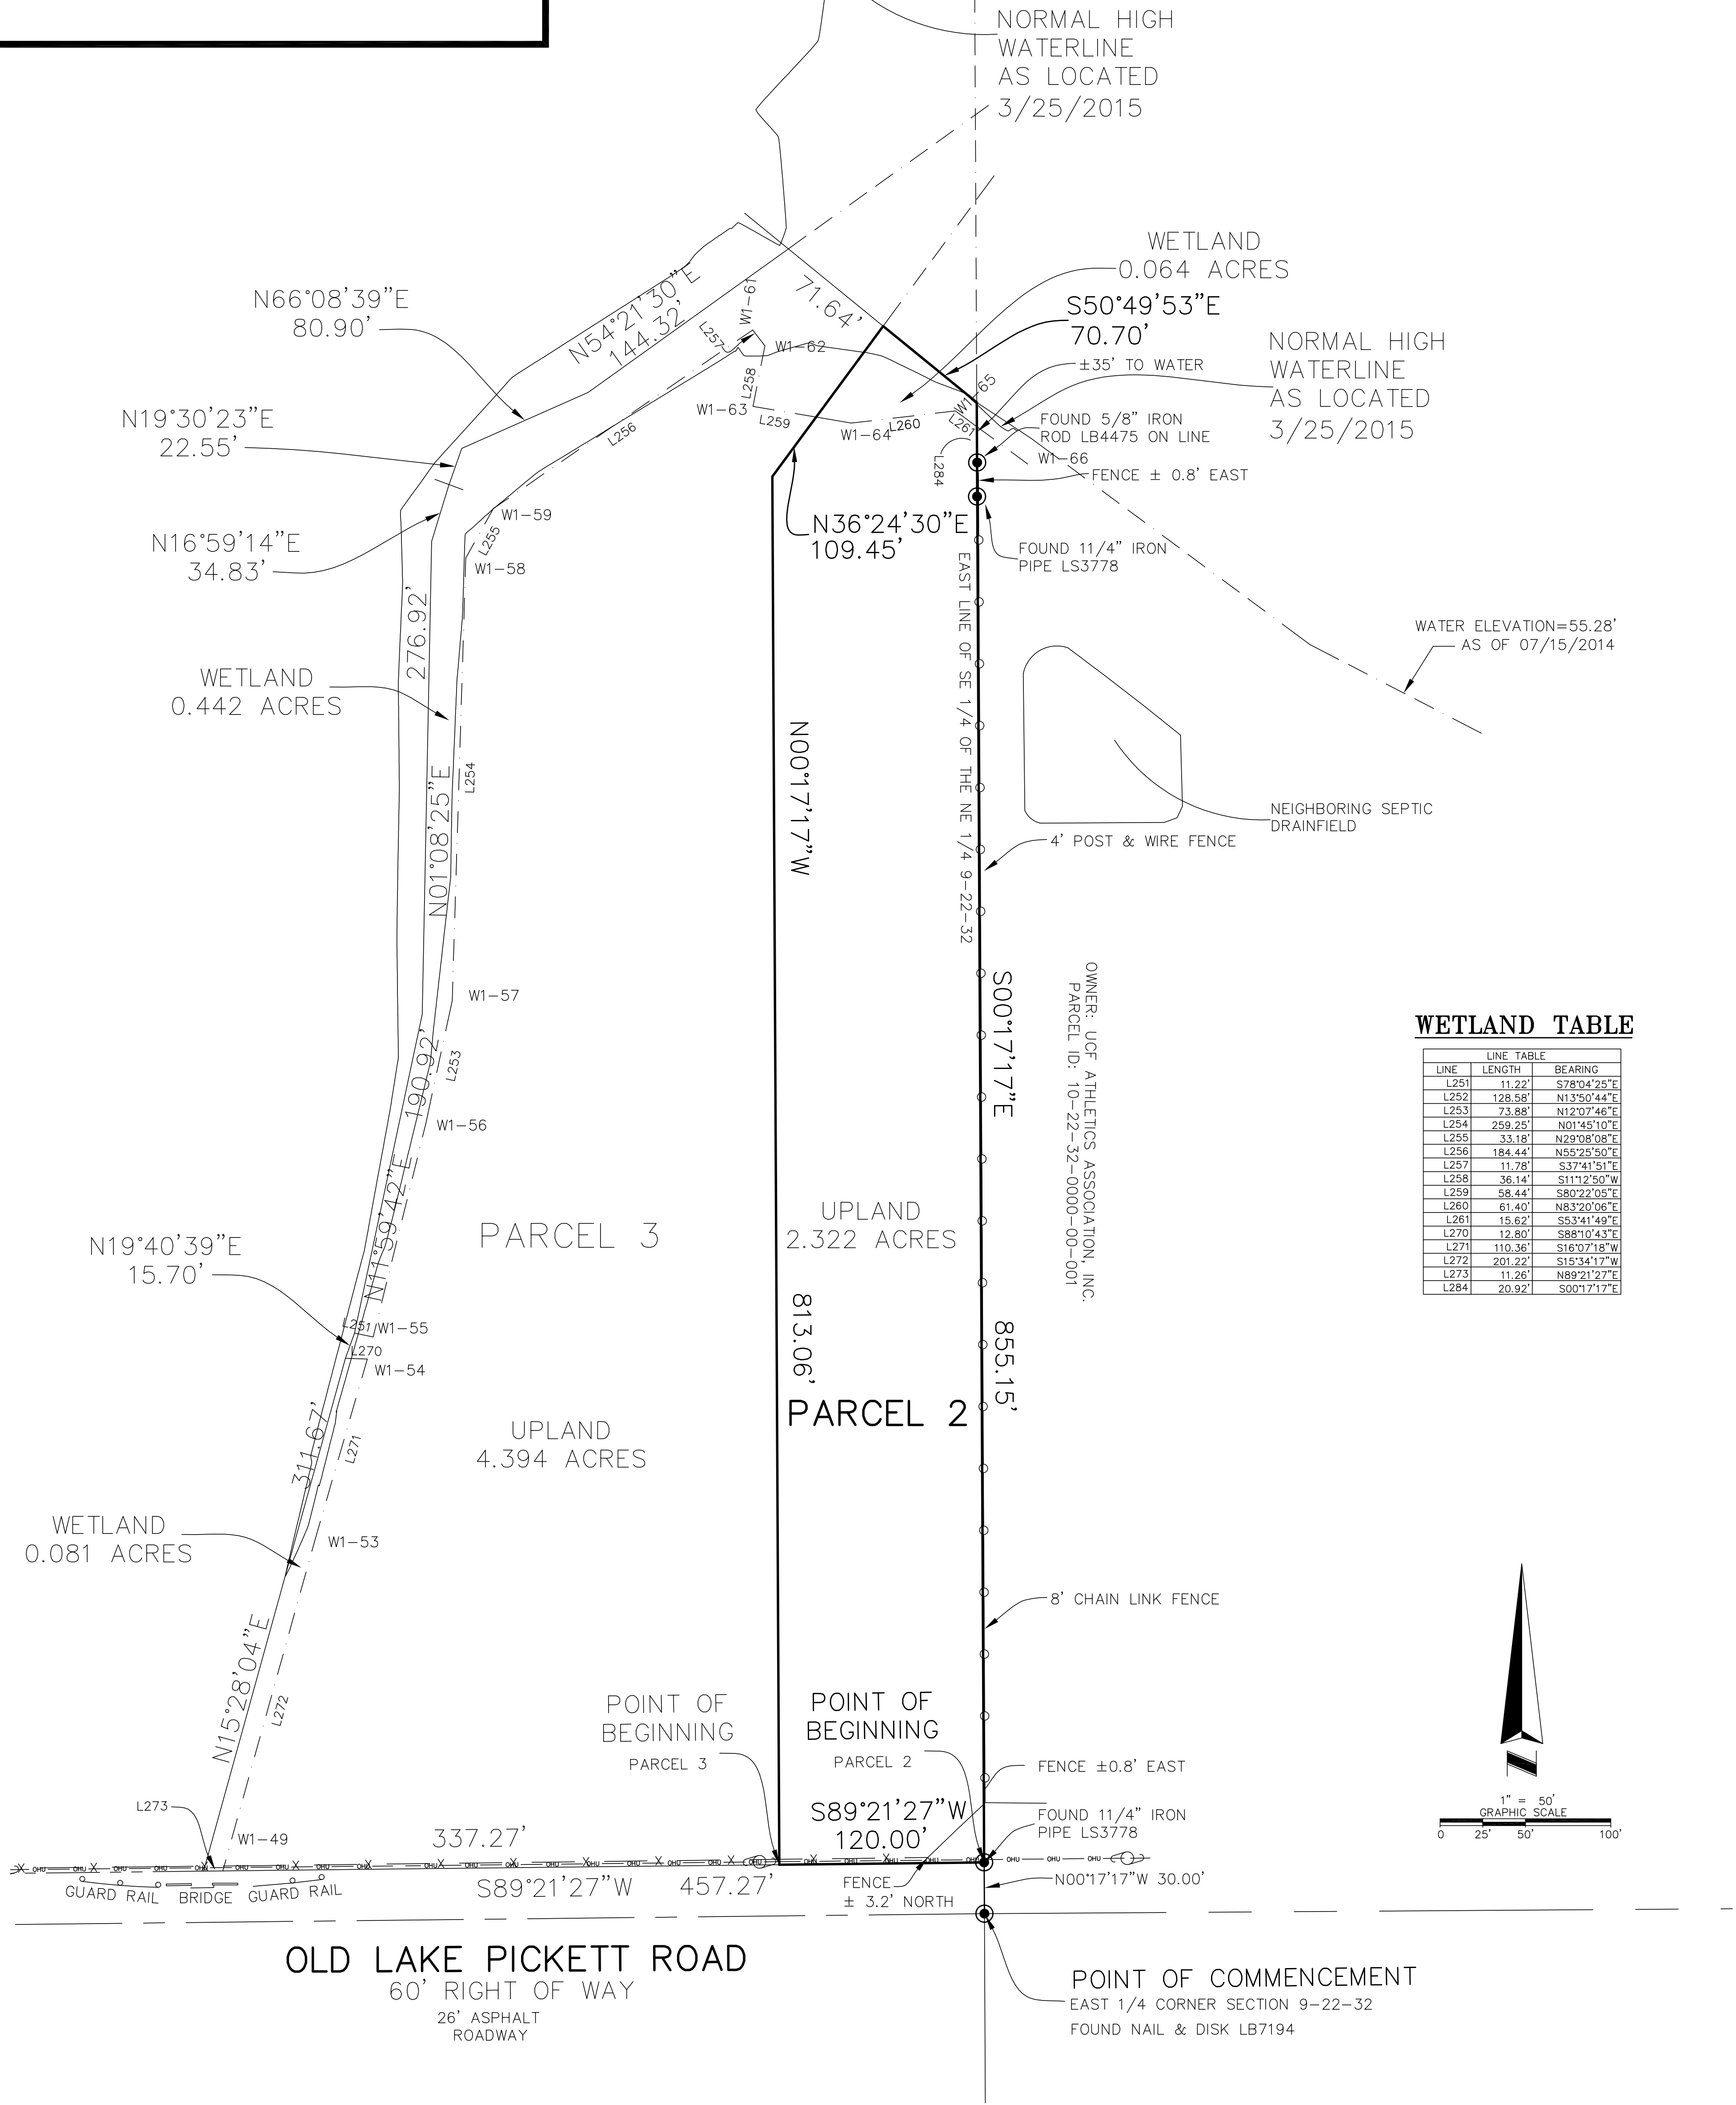 NORMAL HIGH
WATERLINE
AS LOCATED
3/25/2015
WETLAND
0.064 ACRES
S50°49'53"E
70.70'
±35' TO WATER
NORMAL HIGH
WATERLINE
AS LOCATED
3/25/2015
N66°08'39"E
80.90'
N54°21'30"E
144.32'
71.64'
L257
W1-61
W1-62
L258
W1-63
L259
W1-64
L260
W1-65
L261
L284
W1-66
FOUND 5/8" IRON
ROD LB4475 ON LINE
FENCE ± 0.8' EAST
N19°30'23"E
22.55'
L256
N16°59'14"E
34.83'
W1-59
L255
W1-58
N36°24'30"E
109.45'
FOUND 11/4" IRON
PIPE LS3778
EAST LINE OF SE 1/4 OF THE NE 1/4 9-22-32
WATER ELEVATION=55.28'
AS OF 07/15/2014
276.92'
WETLAND
0.442 ACRES
N01°08'25"E
L254
N00°17'17"W
NEIGHBORING SEPTIC
DRAINFIELD
4' POST & WIRE FENCE
W1-57
L253
190.92'
W1-56
N11°59'42"E
S00°17'17"E
OWNER: UCF ATHLETICS ASSOCIATION, INC.
PARCEL ID: 10-22-32-0000-00-001
WETLAND TABLE
LINE TABLE
LINE LENGTH BEARING
L251 11.22' S78°04'25"E
L252 128.58' N13°50'44"E
L253 73.88' N12°07'46"E
L254 259.25' N01°45'10"E
L255 33.18' N29°08'08"E
L256 184.44' N55°25'50"E
L257 11.78' S37°41'51"E
L258 36.14' S11°12'50"W
L259 58.44' S80°22'05"E
L260 61.40' N83°20'06"E
L261 15.62' S53°41'49"E
L270 12.80' S88°10'43"E
L271 110.36' S16°07'18"W
L272 201.22' S15°34'17"W
L273 11.26' N89°21'27"E
L284 20.92' S00°17'17"E
PARCEL 3
UPLAND
2.322 ACRES
N19°40'39"E
15.70'
L251
W1-55
L270
W1-54
813.06'
855.15'
PARCEL 2
311.67'
L271
UPLAND
4.394 ACRES
WETLAND
0.081 ACRES
W1-53
8' CHAIN LINK FENCE
N15°28'04"E
L272
POINT OF
BEGINNING
PARCEL 3
POINT OF
BEGINNING
PARCEL 2
FENCE ±0.8' EAST
S89°21'27"W
120.00'
FOUND 11/4" IRON
PIPE LS3778
L273
W1-49
337.27'
X OHU OHU X OHU OHU OHU X OHU X OHU X OHU X OHU X OHU X OHU X OHU OHU X OHU OHU OHU OHU
GUARD RAIL BRIDGE GUARD RAIL
S89°21'27"W 457.27'
FENCE
± 3.2' NORTH
N00°17'17"W 30.00'
N
1" = 50'
GRAPHIC SCALE
0 25' 50' 100'
OLD LAKE PICKETT ROAD
60' RIGHT OF WAY
26' ASPHALT
ROADWAY
POINT OF COMMENCEMENT
EAST 1/4 CORNER SECTION 9-22-32
FOUND NAIL & DISK LB7194